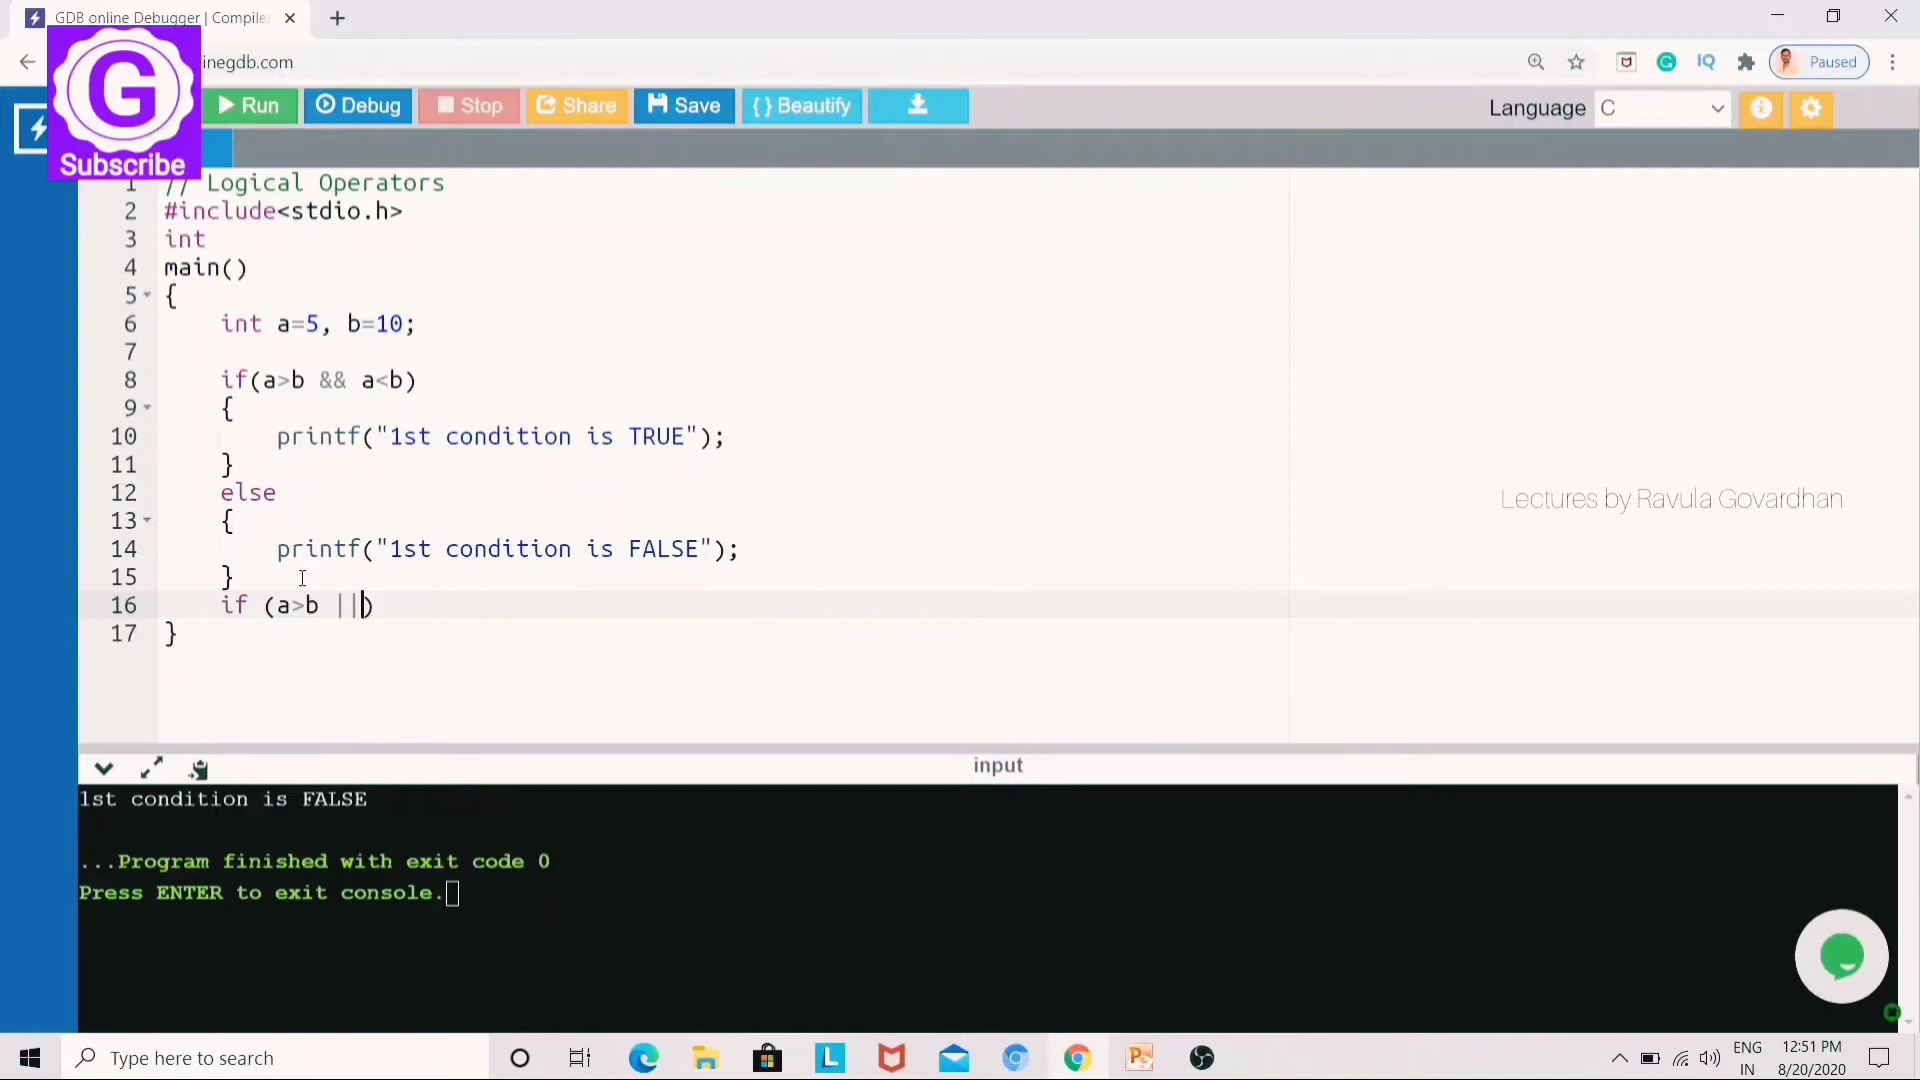 GDB online Debugger | Compiler
inegdb.com
Paused
G
Subscribe
Run
Debug
Stop
Share
Save
{ } Beautify
Language C
1 // Logical Operators
2 #include<stdio.h>
3 int
4 main()
5 {
6 int a=5, b=10;
7
8 if(a>b && a<b)
9 {
10 printf("1st condition is TRUE");
11 }
12 else
13 {
14 printf("1st condition is FALSE");
15 }
16 if (a>b ||)
17 }
Lectures by Ravula Govardhan
input
1st condition is FALSE
...Program finished with exit code 0
Press ENTER to exit console.
Type here to search
ENG
IN
12:51 PM
8/20/2020